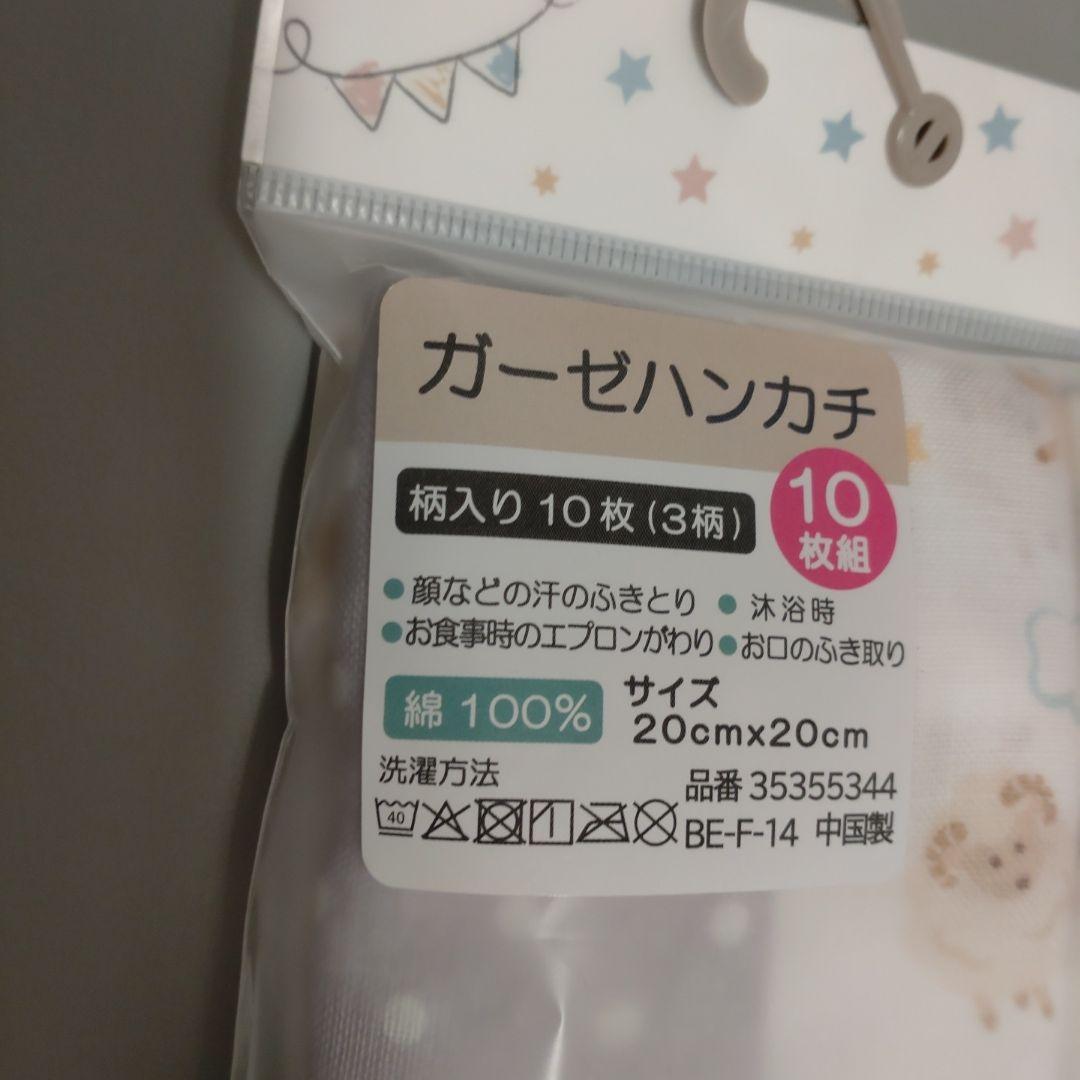 ガーゼハンカチ
柄入り10枚(3柄)
10
枚組
●顔などの汗のふきとり ●沐浴時
●お食事時のエプロンがわり ●お口のふき取り
綿 100%
サイズ
20cmx20cm
洗濯方法
40
品番 35355344
BE-F-14 中国製